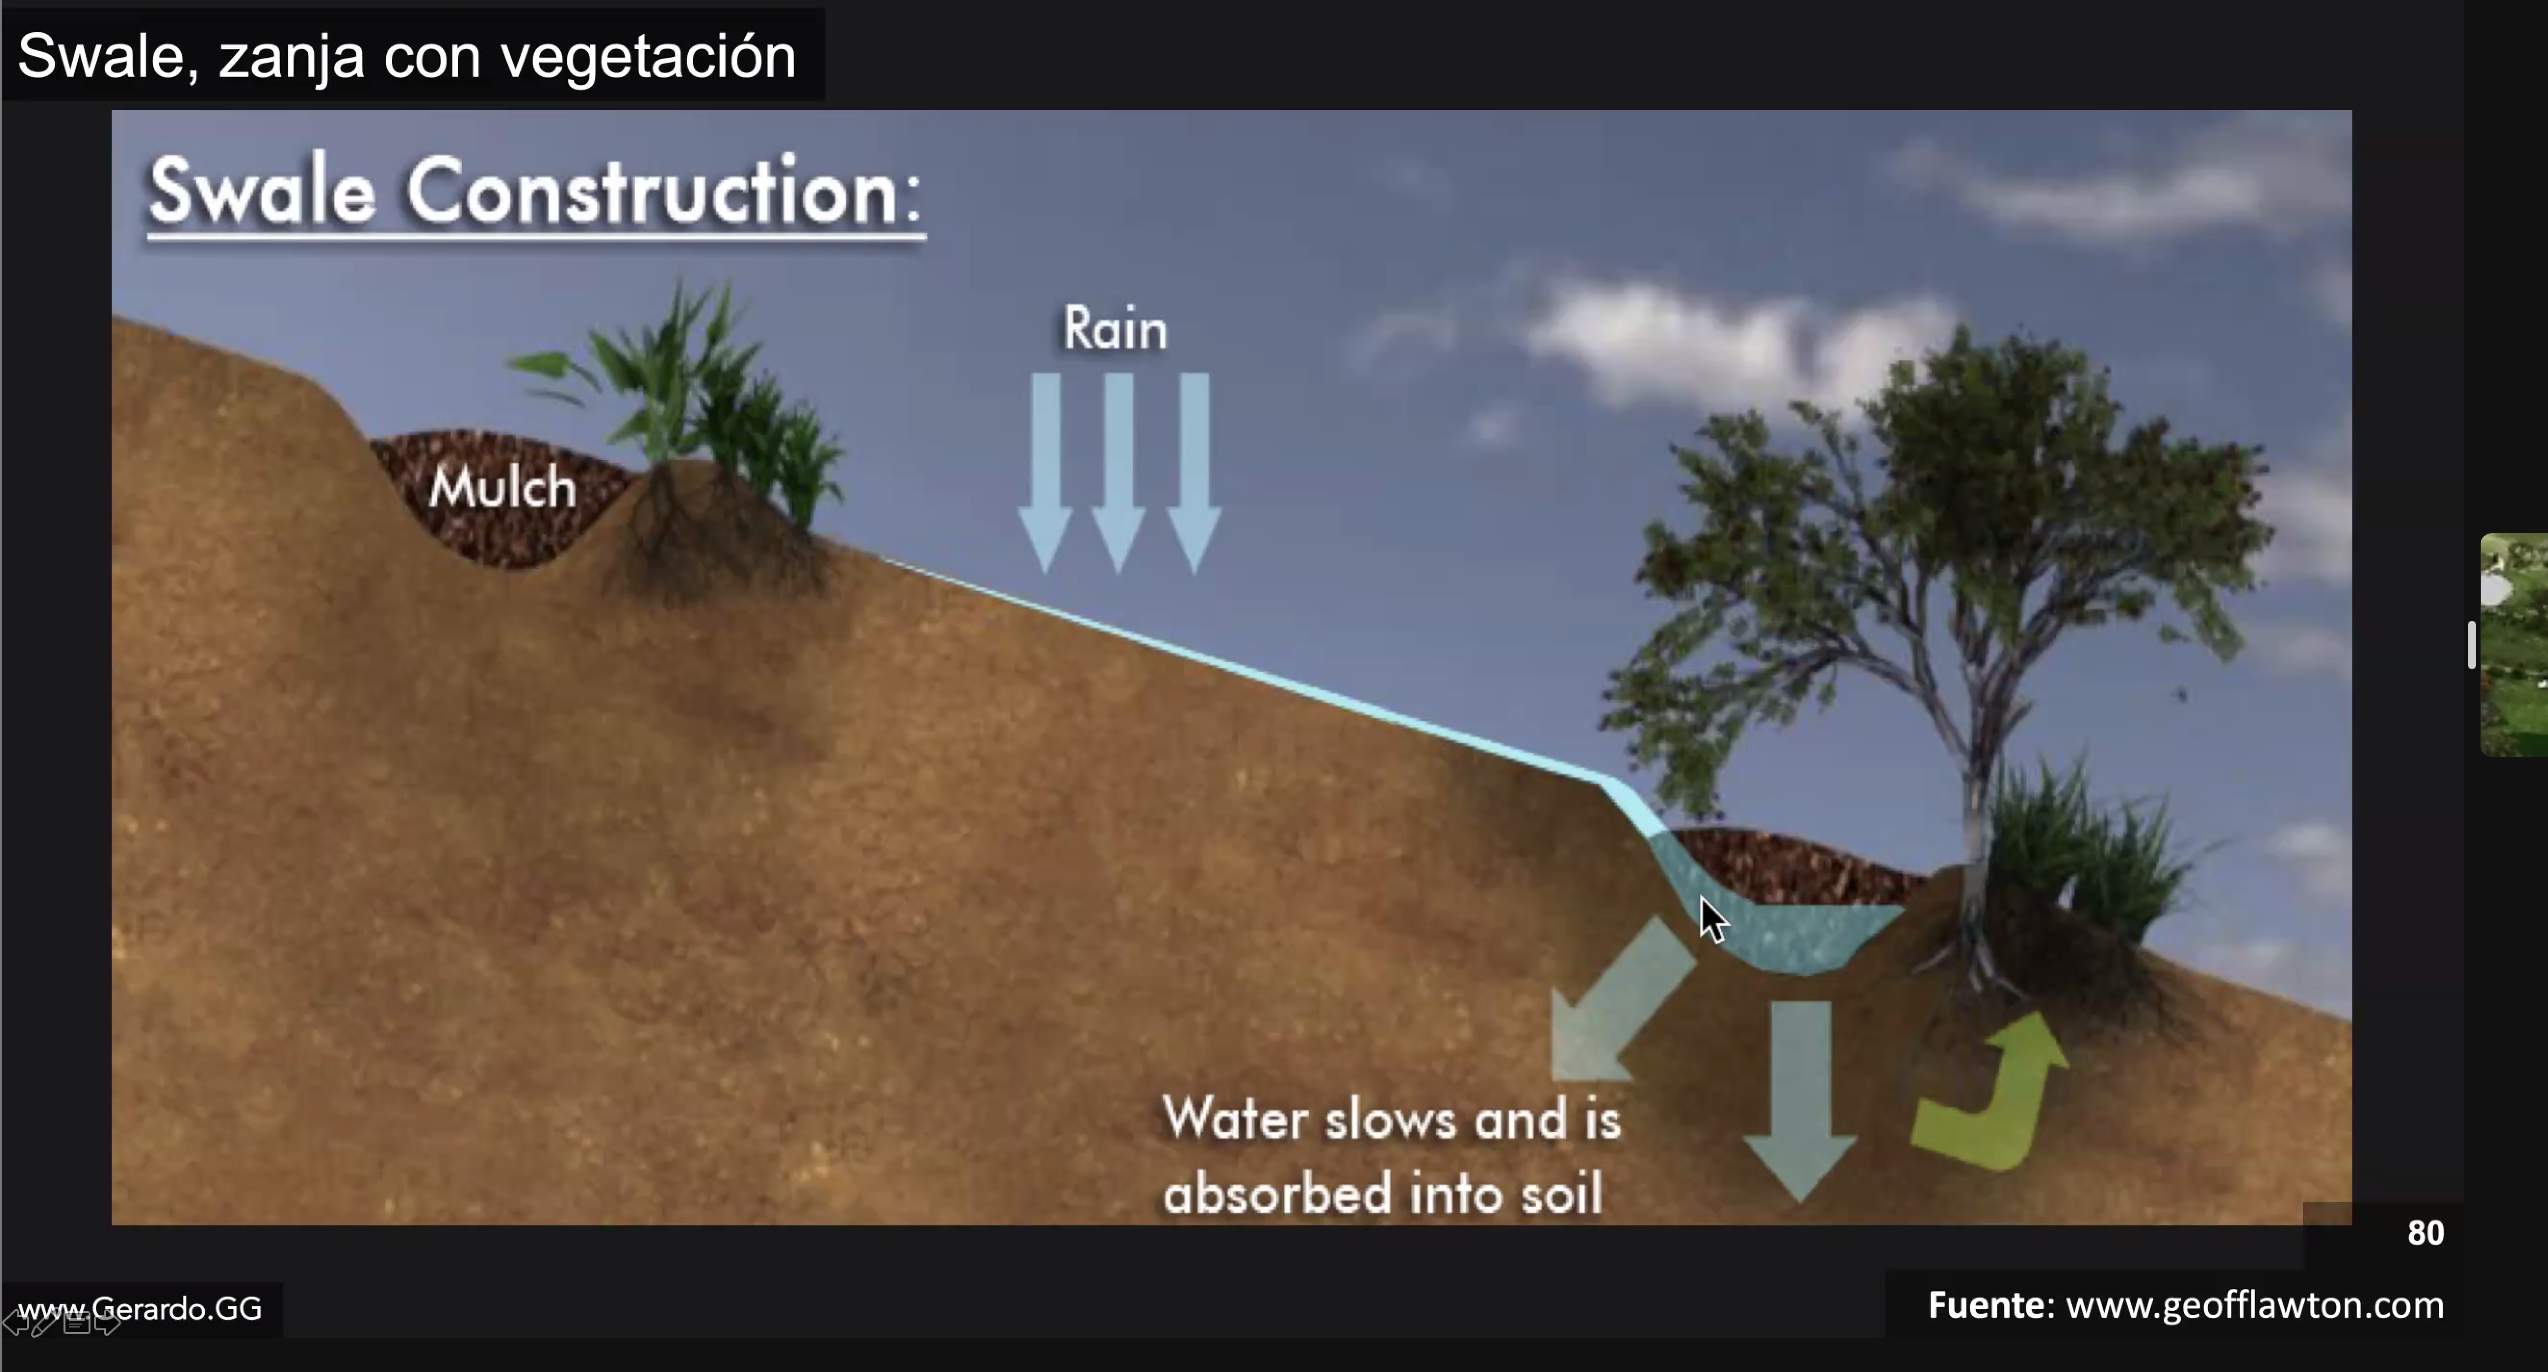 Swale, zanja con vegetación
Swale Construction:
Rain
Mulch
Water slows and is
absorbed into soil
80
www.Gerardo.GG
Fuente: www.geofflawton.com